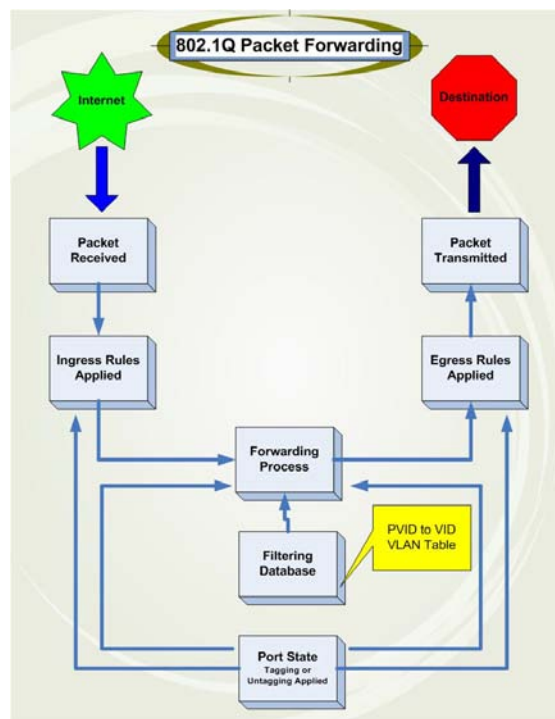 802.1Q Packet Forwarding
Internet
Destination
Packet
Received
Packet
Transmitted
Ingress Rules
Applied
Egress Rules
Applied
Forwarding
Process
PVID to VID
VLAN Table
Filtering
Database
Port State
Tagging or
Untagging Applied